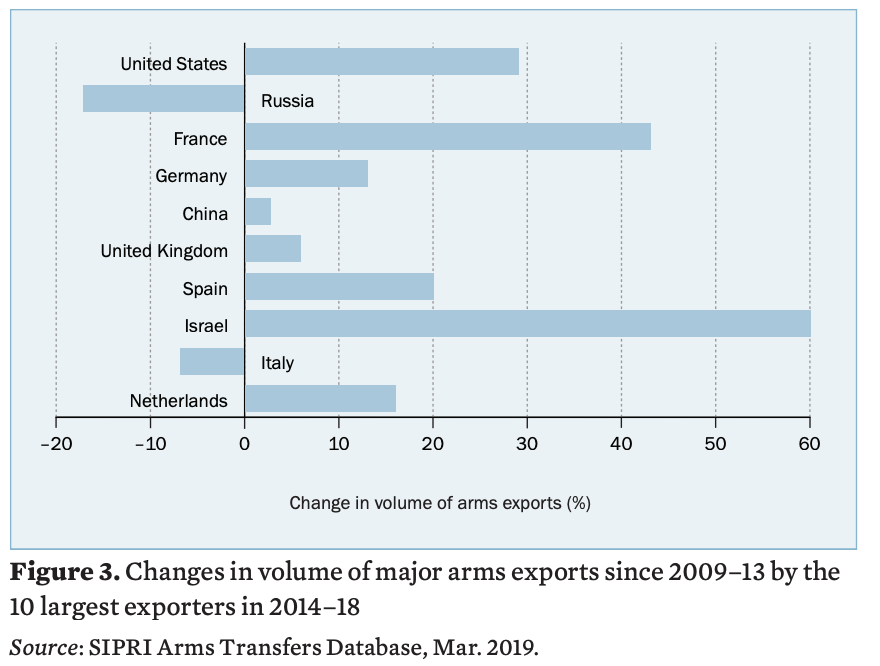 United States
Russia
France
Germany
China
United Kingdom
Spain
Israel
Italy
Netherlands
–20 –10 0 10 20 30 40 50 60
Change in volume of arms exports (%)
Figure 3. Changes in volume of major arms exports since 2009–13 by the
10 largest exporters in 2014–18
Source: SIPRI Arms Transfers Database, Mar. 2019.